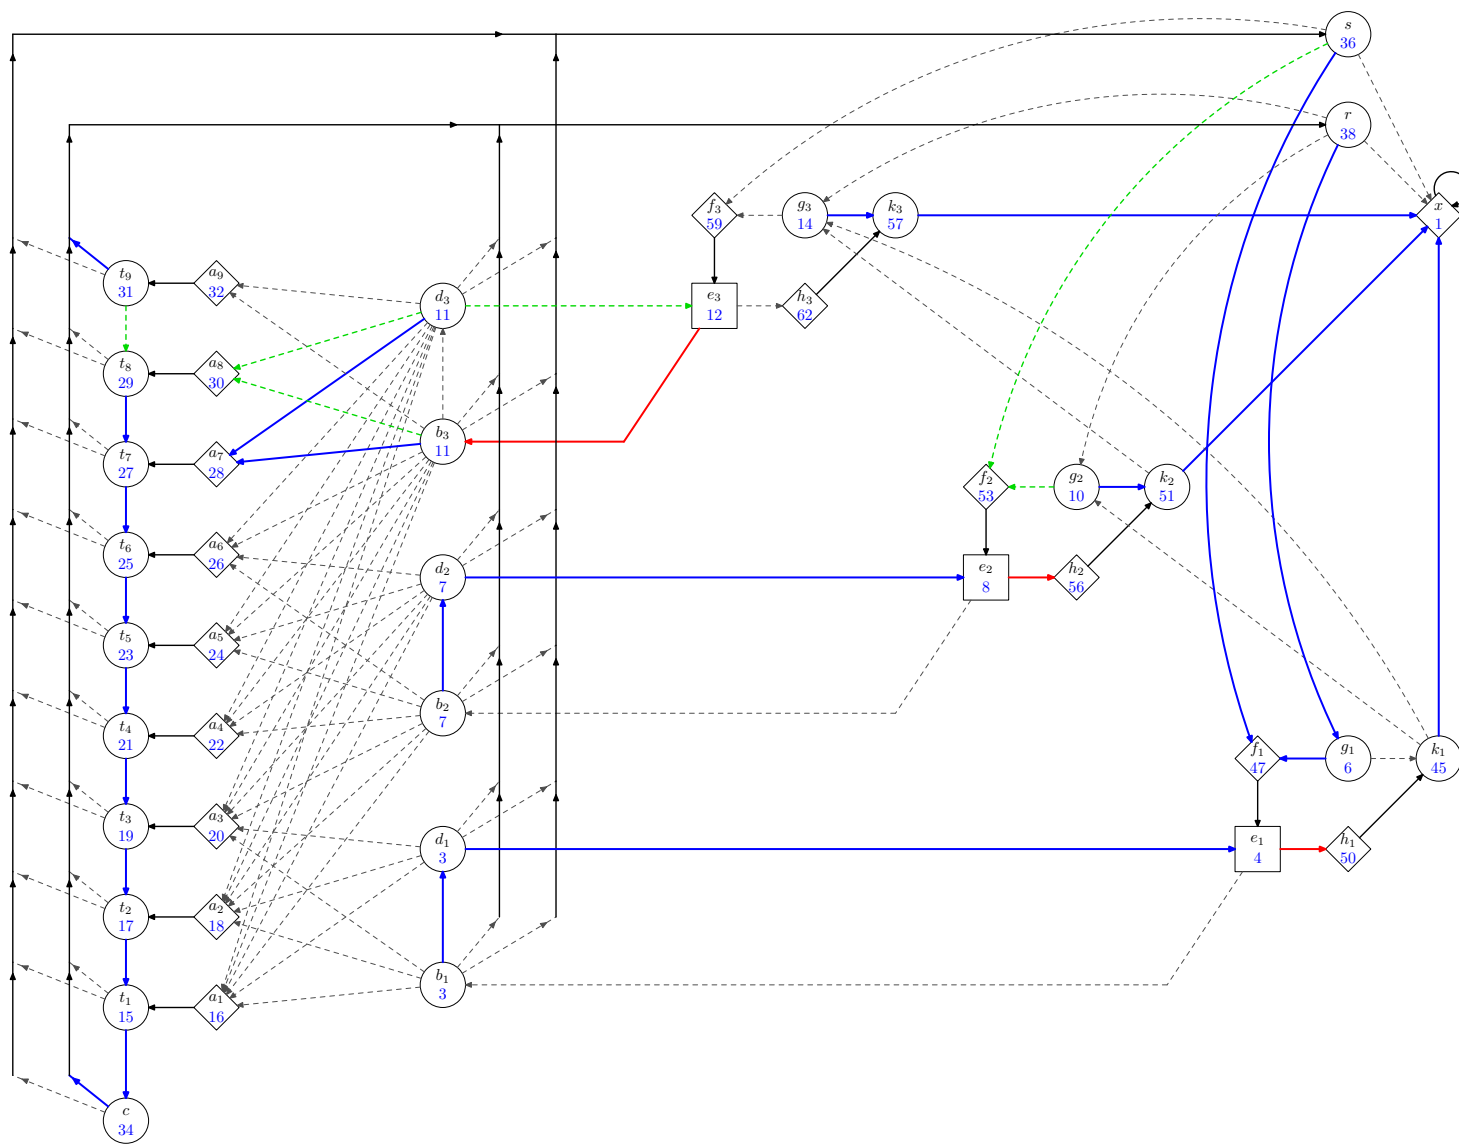 s
36
r
38
f₃
59
g₃
14
k₃
57
x
1
t₉
31
a₉
32
d₃
11
e₃
12
h₃
62
t₈
29
a₈
30
t₇
27
a₇
28
b₃
11
f₂
53
g₂
10
k₂
51
t₆
25
a₆
26
d₂
7
e₂
8
h₂
56
t₅
23
a₅
24
t₄
21
a₄
22
b₂
7
f₁
47
g₁
6
k₁
45
t₃
19
a₃
20
d₁
3
e₁
4
h₁
50
t₂
17
a₂
18
t₁
15
a₁
16
b₁
3
c
34